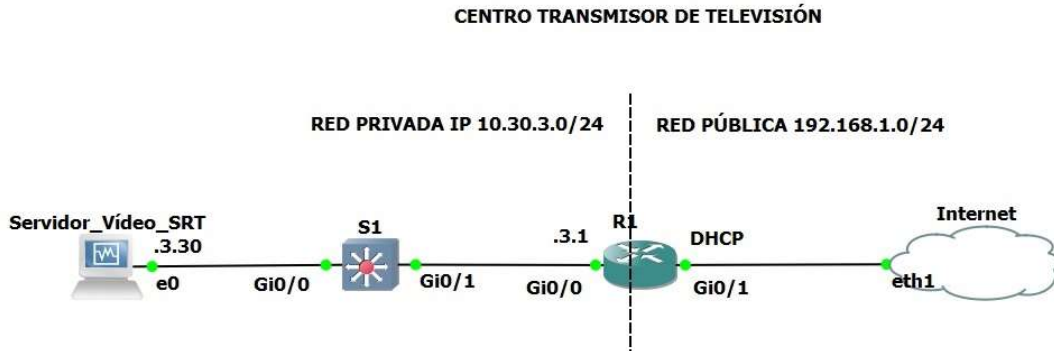 CENTRO TRANSMISOR DE TELEVISIÓN
RED PRIVADA IP 10.30.3.0/24
RED PÚBLICA 192.168.1.0/24
Servidor_Vídeo_SRT
S1
R1
Internet
.3.30
.3.1
DHCP
e0
Gi0/0
Gi0/1
Gi0/0
Gi0/1
eth1